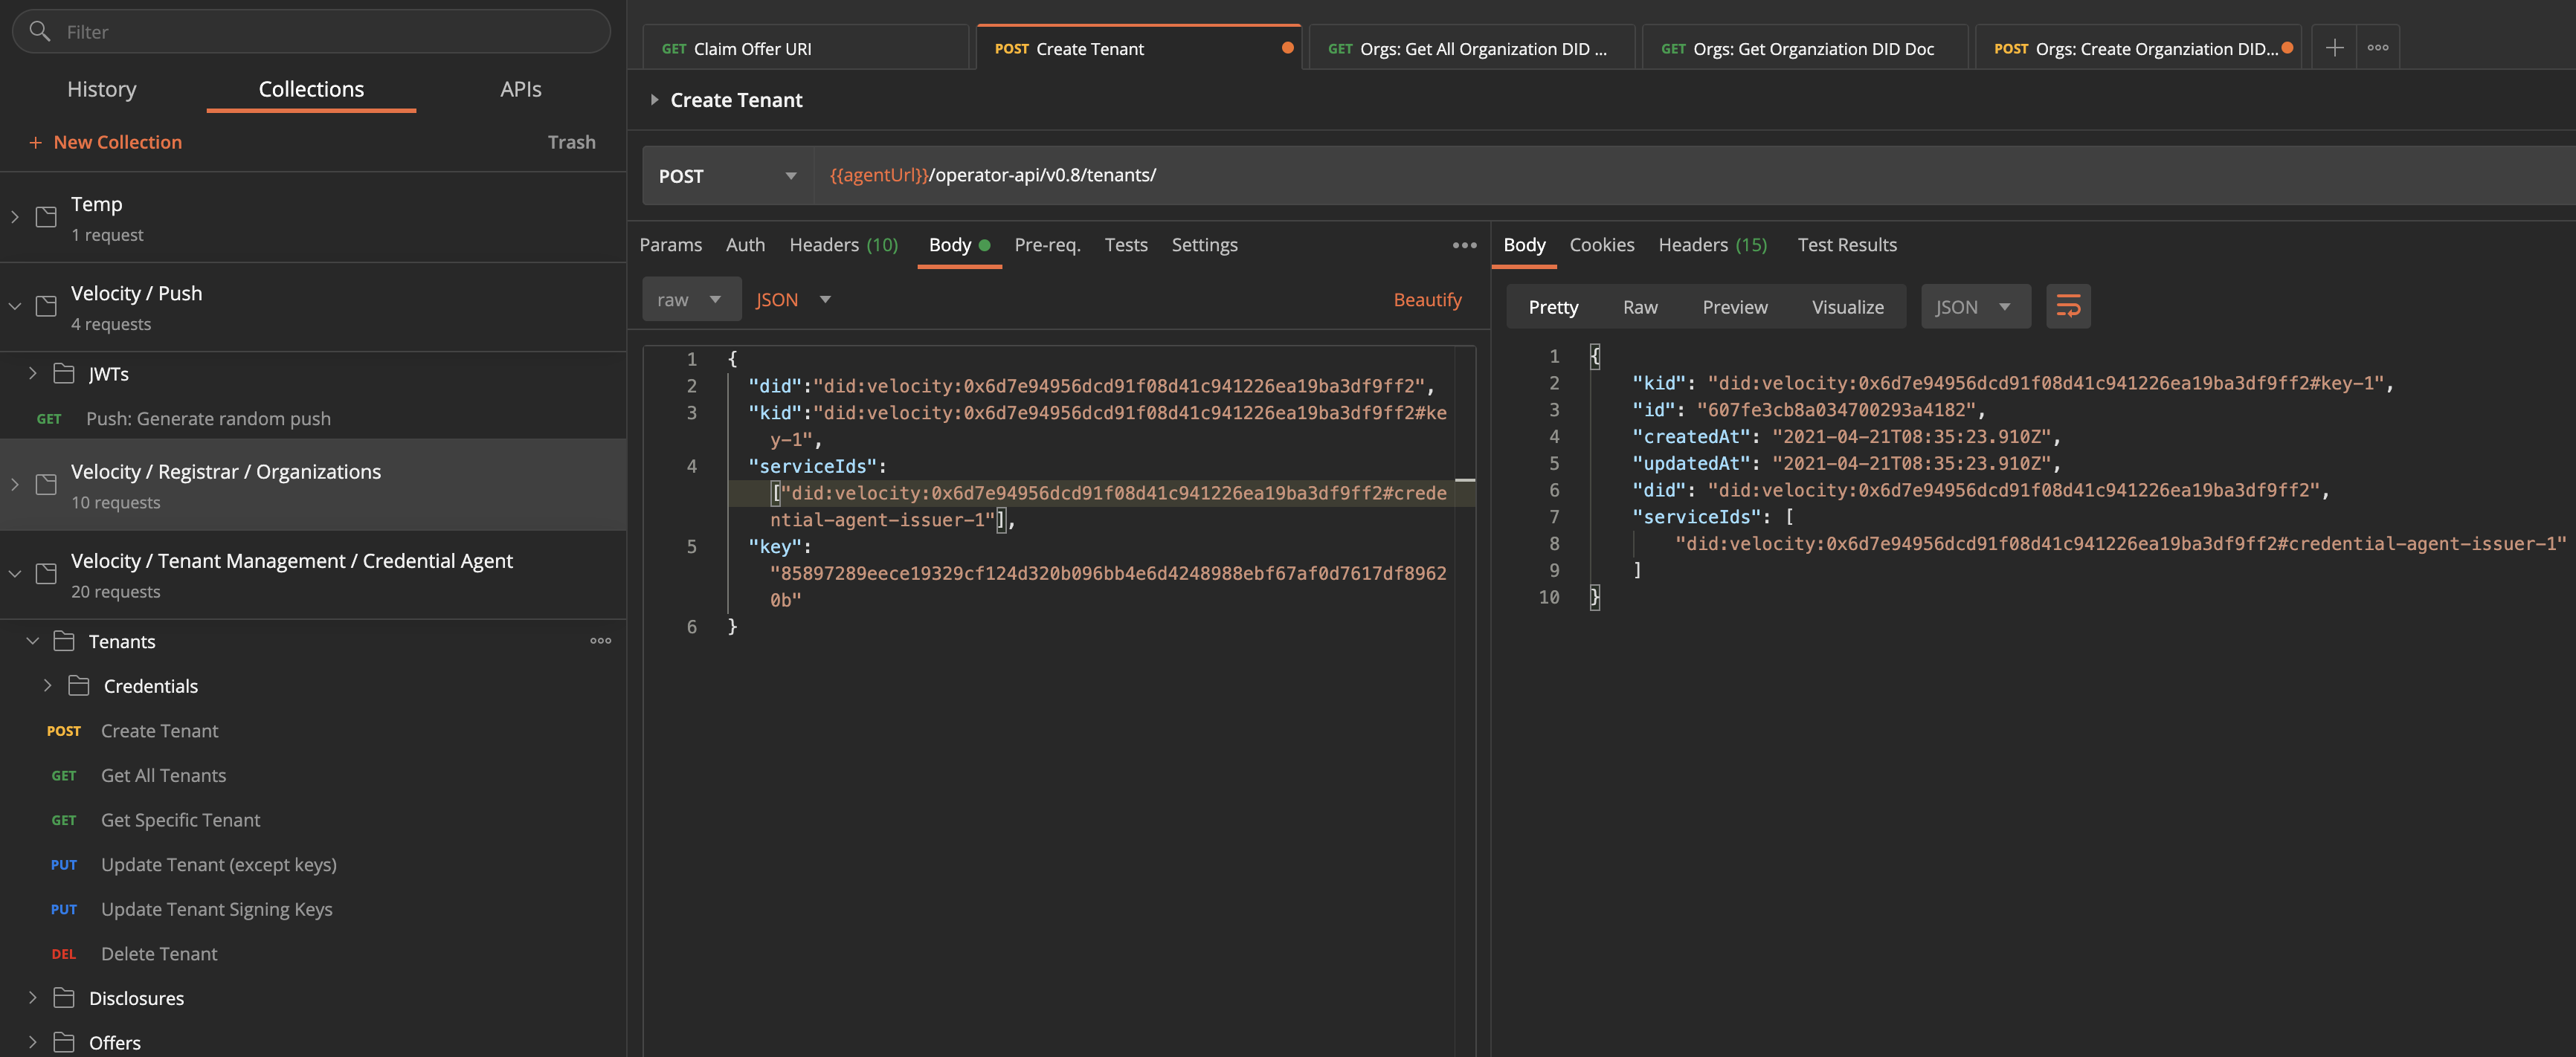 Filter
History
Collections
APIs
+ New Collection
Trash
Temp
1 request
Velocity / Push
4 requests
JWTs
GET Push: Generate random push
Velocity / Registrar / Organizations
10 requests
Velocity / Tenant Management / Credential Agent
20 requests
Tenants
Credentials
POST Create Tenant
GET Get All Tenants
GET Get Specific Tenant
PUT Update Tenant (except keys)
PUT Update Tenant Signing Keys
DEL Delete Tenant
Disclosures
Offers
GET Claim Offer URI
POST Create Tenant
GET Orgs: Get All Organization DID ...
GET Orgs: Get Organziation DID Doc
POST Orgs: Create Organziation DID...
Create Tenant
POST
{{agentUrl}}/operator-api/v0.8/tenants/
Params Auth Headers (10) Body Pre-req. Tests Settings
raw JSON Beautify
1 {
2 "did":"did:velocity:0x6d7e94956dcd91f08d41c941226ea19ba3df9ff2",
3 "kid":"did:velocity:0x6d7e94956dcd91f08d41c941226ea19ba3df9ff2#ke
y-1",
4 "serviceIds":
["did:velocity:0x6d7e94956dcd91f08d41c941226ea19ba3df9ff2#crede
ntial-agent-issuer-1"],
5 "key":
"85897289eece19329cf124d320b096bb4e6d4248988ebf67af0d7617df8962
0b"
6 }
Body Cookies Headers (15) Test Results
Pretty Raw Preview Visualize JSON
1 {
2 "kid": "did:velocity:0x6d7e94956dcd91f08d41c941226ea19ba3df9ff2#key-1",
3 "id": "607fe3cb8a034700293a4182",
4 "createdAt": "2021-04-21T08:35:23.910Z",
5 "updatedAt": "2021-04-21T08:35:23.910Z",
6 "did": "did:velocity:0x6d7e94956dcd91f08d41c941226ea19ba3df9ff2",
7 "serviceIds": [
8 "did:velocity:0x6d7e94956dcd91f08d41c941226ea19ba3df9ff2#credential-agent-issuer-1"
9 ]
10 }